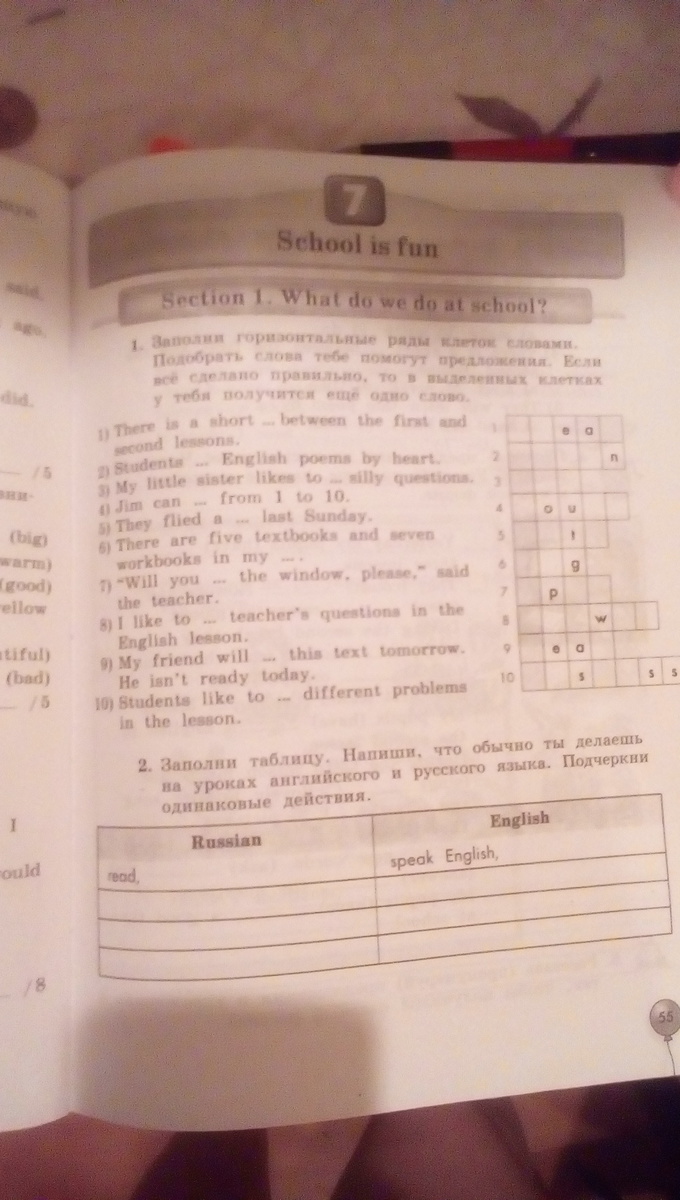 7
School is fun
Section 1. What do we do at school?
1. Заполни горизонтальные ряды клеток словами.
Подобрать слова тебе помогут предложения. Если
всё сделано правильно, то в выделенных клетках
у тебя получится ещё одно слово.
1) There is a short ... between the first and
second lessons.
2) Students ... English poems by heart.
3) My little sister likes to ... silly questions.
4) Jim can ... from 1 to 10.
5) They flied a ... last Sunday.
6) There are five textbooks and seven
workbooks in my ... .
7) "Will you ... the window, please," said
the teacher.
8) I like to ... teacher's questions in the
English lesson.
9) My friend will ... this text tomorrow.
He isn't ready today.
10) Students like to ... different problems
in the lesson.
1 e a
2 n
3
4 o u
5 t
6 g
7 p
8 w
9 e a
10 s s s
2. Заполни таблицу. Напиши, что обычно ты делаешь
на уроках английского и русского языка. Подчеркни
одинаковые действия.
Russian English
read, speak English,
55
said.
ago.
did.
/5
(big)
warm)
(good)
ellow
tiful)
(bad)
/5
I
ould
/8